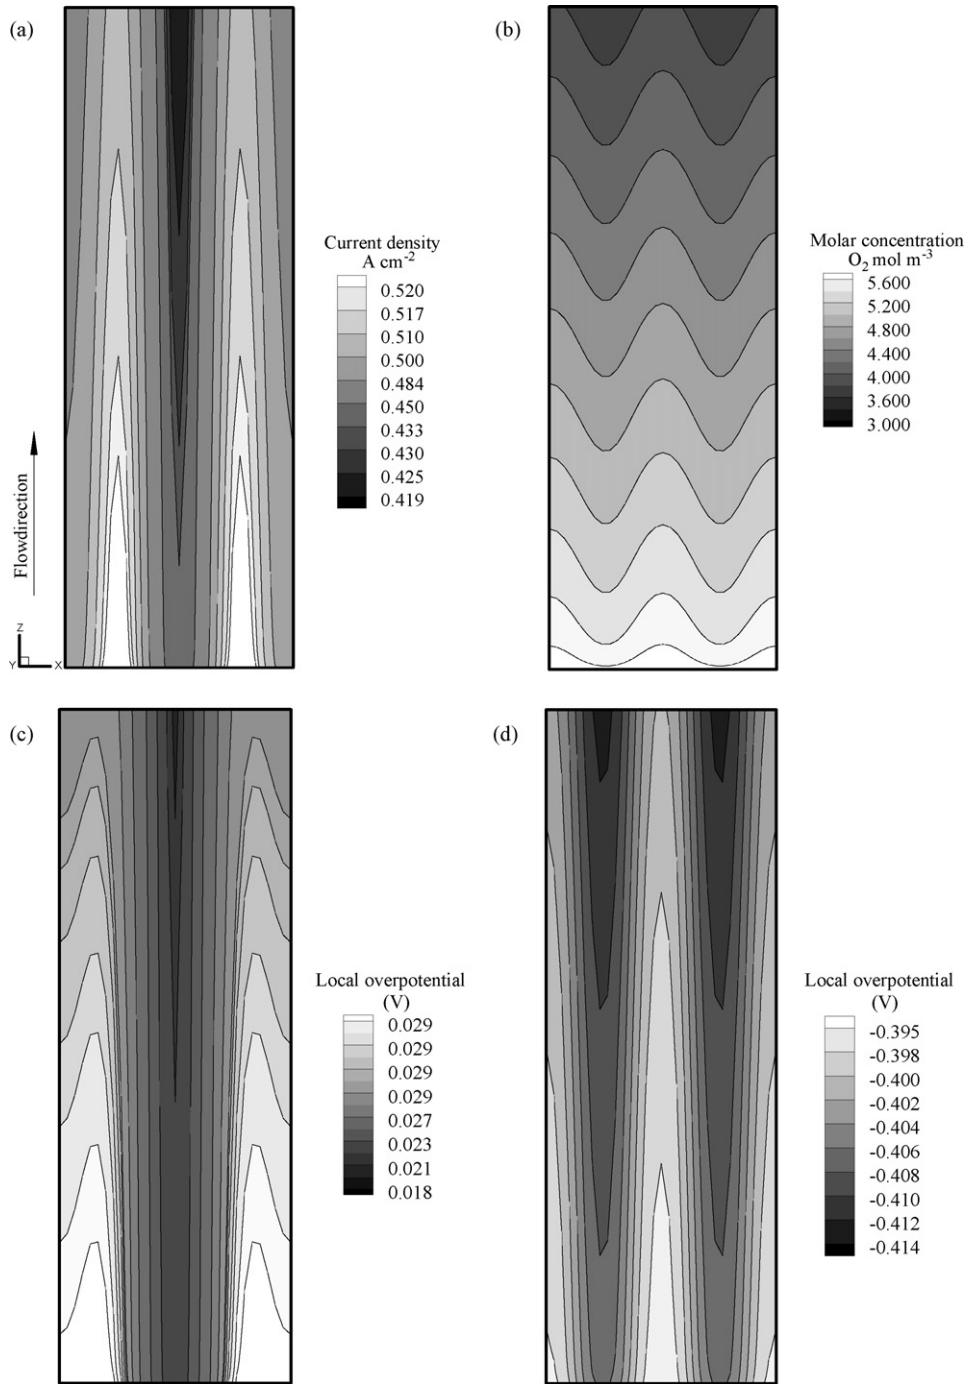 (a)
Current density
A cm-2
0.520
0.517
0.510
0.500
0.484
0.450
0.433
0.430
0.425
0.419
Flowdirection
Z
Y
X
(b)
Molar concentration
O2 mol m-3
5.600
5.200
4.800
4.400
4.000
3.600
3.000
(c)
Local overpotential
(V)
0.029
0.029
0.029
0.029
0.027
0.023
0.021
0.018
(d)
Local overpotential
(V)
-0.395
-0.398
-0.400
-0.402
-0.404
-0.406
-0.408
-0.410
-0.412
-0.414